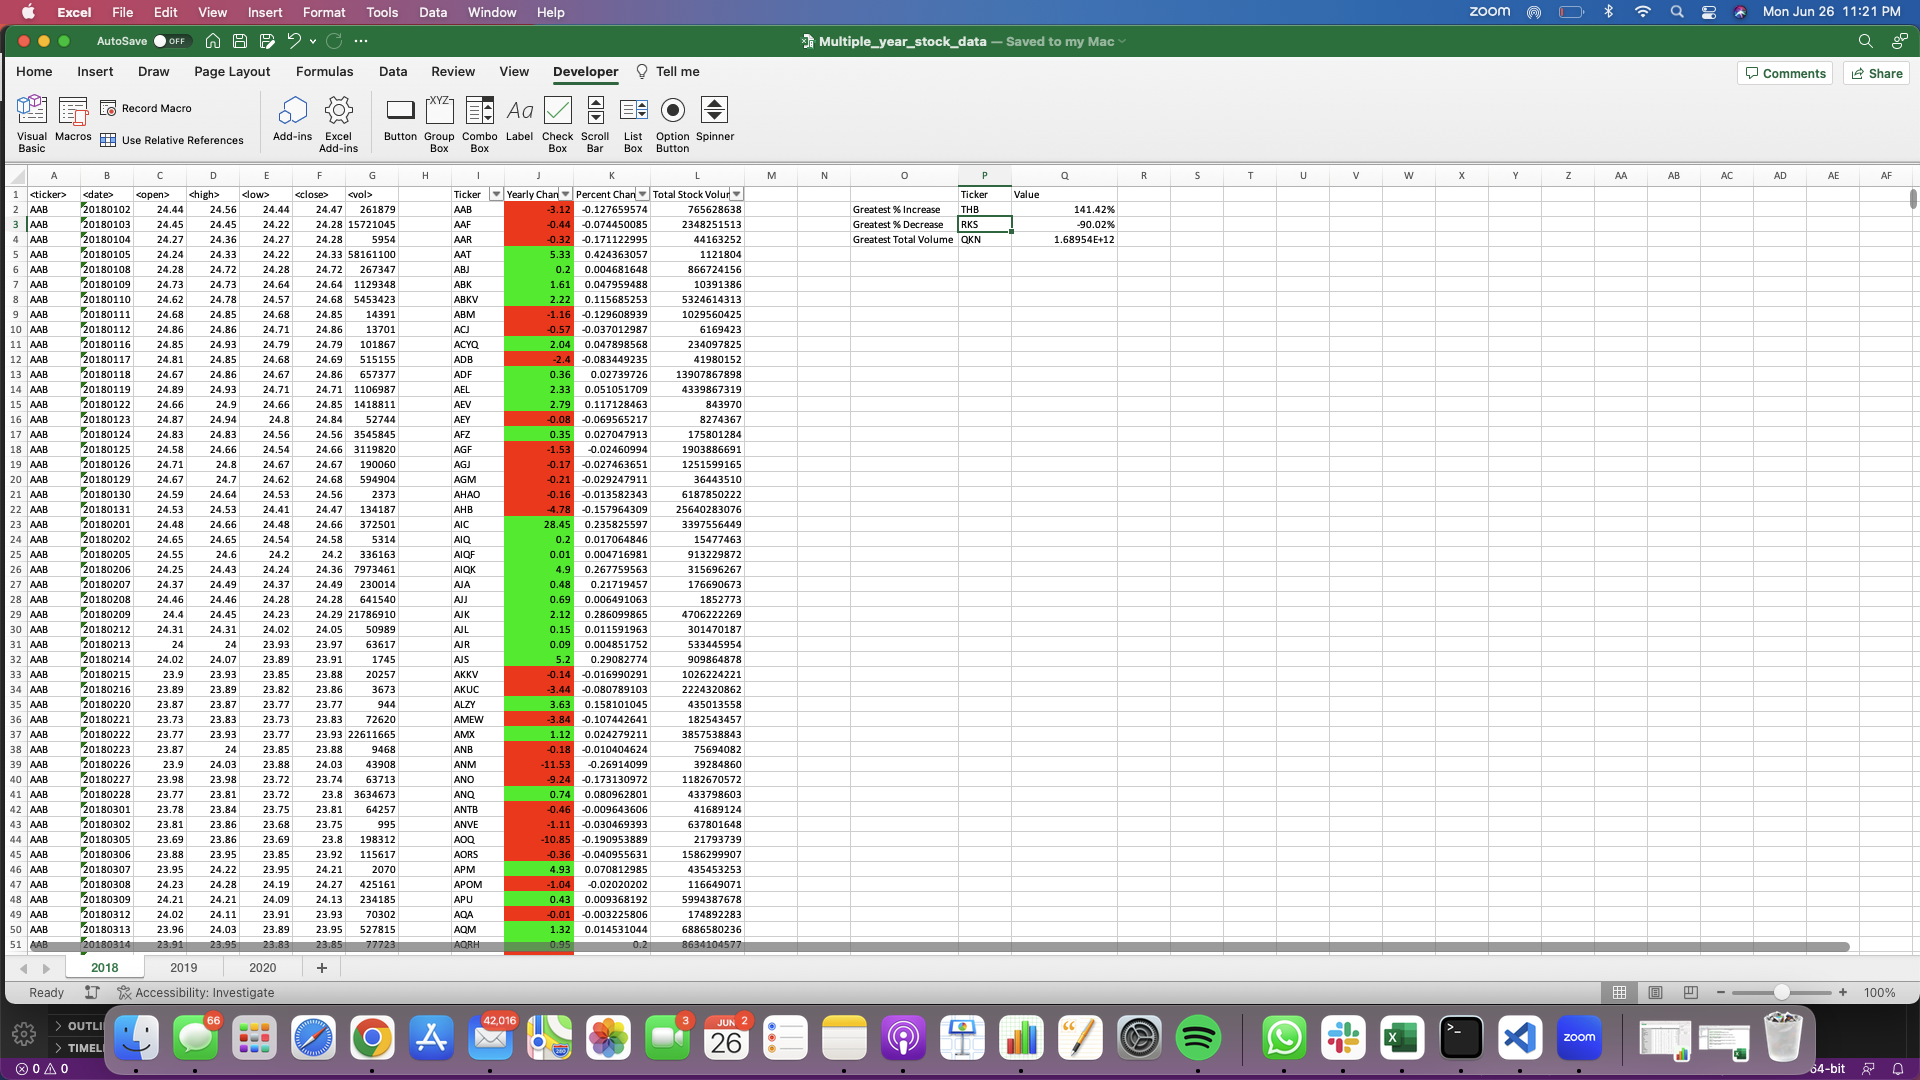 Excel File Edit View Insert Format Tools Data Window Help zoom Mon Jun 26 11:21 PM
AutoSave OFF Multiple_year_stock_data — Saved to my Mac
Home Insert Draw Page Layout Formulas Data Review View Developer Tell me Comments Share
Visual Basic Macros Record Macro Use Relative References Add-ins Excel Add-ins Button Group Box Combo Box Label Check Box Scroll Bar List Box Option Button Spinner
A B C D E F G H I J K L M N O P Q R S T U V W X Y Z AA AB AC AD AE AF
1 <ticker> <date> <open> <high> <low> <close> <vol> Ticker Yearly Chan Percent Chan Total Stock Volur Ticker Value
2 AAB 20180102 24.44 24.56 24.44 24.47 261879 AAB -3.12 -0.127659574 765628638 Greatest % Increase THB 141.42%
3 AAB 20180103 24.45 24.45 24.22 24.28 15721045 AAF -0.44 -0.074450085 2348251513 Greatest % Decrease RKS -90.02%
4 AAB 20180104 24.27 24.36 24.27 24.28 5954 AAR -0.32 -0.171122995 44163252 Greatest Total Volume QKN 1.68954E+12
5 AAB 20180105 24.24 24.33 24.22 24.33 58161100 AAT 5.33 0.424363057 1121804
6 AAB 20180108 24.28 24.72 24.28 24.72 267347 ABJ 0.2 0.004681648 866724156
7 AAB 20180109 24.73 24.73 24.64 24.64 1129348 ABK 1.61 0.047959488 10391386
8 AAB 20180110 24.62 24.78 24.57 24.68 5453423 ABKV 2.22 0.115685253 5324614313
9 AAB 20180111 24.68 24.85 24.68 24.85 14391 ABM -1.16 -0.129608939 1029560425
10 AAB 20180112 24.86 24.86 24.71 24.86 13701 ACJ -0.57 -0.037012987 6169423
11 AAB 20180116 24.85 24.93 24.79 24.79 101867 ACYQ 2.04 0.047898568 234097825
12 AAB 20180117 24.81 24.85 24.68 24.69 515155 ADB -2.4 -0.083449235 41980152
13 AAB 20180118 24.67 24.86 24.67 24.86 657377 ADF 0.36 0.02739726 13907867898
14 AAB 20180119 24.89 24.93 24.71 24.71 1106987 AEL 2.33 0.051051709 4339867319
15 AAB 20180122 24.66 24.9 24.66 24.85 1418811 AEV 2.79 0.117128463 843970
16 AAB 20180123 24.87 24.94 24.8 24.84 52744 AEY -0.08 -0.069565217 8274367
17 AAB 20180124 24.83 24.83 24.56 24.56 3545845 AFZ 0.35 0.027047913 175801284
18 AAB 20180125 24.58 24.66 24.54 24.66 3119820 AGF -1.53 -0.02460994 1903886691
19 AAB 20180126 24.71 24.8 24.67 24.67 190060 AGJ -0.17 -0.027463651 1251599165
20 AAB 20180129 24.67 24.7 24.62 24.68 594904 AGM -0.21 -0.029247911 36443510
21 AAB 20180130 24.59 24.64 24.53 24.56 2373 AHAO -0.16 -0.013582343 6187850222
22 AAB 20180131 24.53 24.53 24.41 24.47 134187 AHB -4.78 -0.157964309 25640283076
23 AAB 20180201 24.48 24.66 24.48 24.66 372501 AIC 28.45 0.235825597 3397556449
24 AAB 20180202 24.65 24.65 24.54 24.58 5314 AIQ 0.2 0.017064846 15477463
25 AAB 20180205 24.55 24.6 24.2 24.2 336163 AIQF 0.01 0.004716981 913229872
26 AAB 20180206 24.25 24.43 24.24 24.36 7973461 AIQK 4.9 0.267759563 315696267
27 AAB 20180207 24.37 24.49 24.37 24.49 230014 AJA 0.48 0.21719457 176690673
28 AAB 20180208 24.46 24.46 24.28 24.28 641540 AJJ 0.69 0.006491063 1852773
29 AAB 20180209 24.4 24.45 24.23 24.29 21786910 AJK 2.12 0.286099865 4706222269
30 AAB 20180212 24.31 24.31 24.02 24.05 50989 AJL 0.15 0.011591963 301470187
31 AAB 20180213 24 24 23.93 23.97 63617 AJR 0.09 0.004851752 533445954
32 AAB 20180214 24.02 24.07 23.89 23.91 1745 AJS 5.2 0.29082774 909864878
33 AAB 20180215 23.9 23.93 23.85 23.88 20257 AKKV -0.14 -0.016990291 1026224221
34 AAB 20180216 23.89 23.89 23.82 23.86 3673 AKUC -3.44 -0.080789103 2224320862
35 AAB 20180220 23.87 23.87 23.77 23.77 944 ALZY 3.63 0.158101045 435013558
36 AAB 20180221 23.73 23.83 23.73 23.83 72620 AMEW -3.84 -0.107442641 182543457
37 AAB 20180222 23.77 23.93 23.77 23.93 22611665 AMX 1.12 0.024279211 3857538843
38 AAB 20180223 23.87 24 23.85 23.88 9468 ANB -0.18 -0.010404624 75694082
39 AAB 20180226 23.9 24.03 23.88 24.03 43908 ANM -11.53 -0.26914099 39284860
40 AAB 20180227 23.98 23.98 23.72 23.74 63713 ANO -9.24 -0.173130972 1182670572
41 AAB 20180228 23.77 23.81 23.72 23.8 3634673 ANQ 0.74 0.080962801 433798603
42 AAB 20180301 23.78 23.84 23.75 23.81 64257 ANTB -0.46 -0.009643606 41689124
43 AAB 20180302 23.81 23.86 23.68 23.75 995 ANVE -1.11 -0.030469393 637801648
44 AAB 20180305 23.69 23.86 23.69 23.8 198312 AOQ -10.85 -0.190953889 21793739
45 AAB 20180306 23.88 23.95 23.85 23.92 115617 AORS -0.36 -0.040955631 1586299907
46 AAB 20180307 23.95 24.22 23.95 24.21 2070 APM 4.93 0.070812985 435453253
47 AAB 20180308 24.23 24.28 24.19 24.27 425161 APOM -1.04 -0.02020202 116649071
48 AAB 20180309 24.21 24.21 24.09 24.13 234185 APU 0.43 0.009368192 5994387678
49 AAB 20180312 24.02 24.11 23.91 23.93 70302 AQA -0.01 -0.003225806 174892283
50 AAB 20180313 23.96 24.03 23.89 23.95 527815 AQM 1.32 0.014531044 6886580236
51 AAB 20180314 23.91 23.95 23.83 23.85 77723 AQRH 0.95 0.2 8634104577
2018 2019 2020 +
Ready Accessibility: Investigate 100%
OUTLI 66 42,016 3 JUN 2 26 zoom
TIMEL
0 0 64-bit